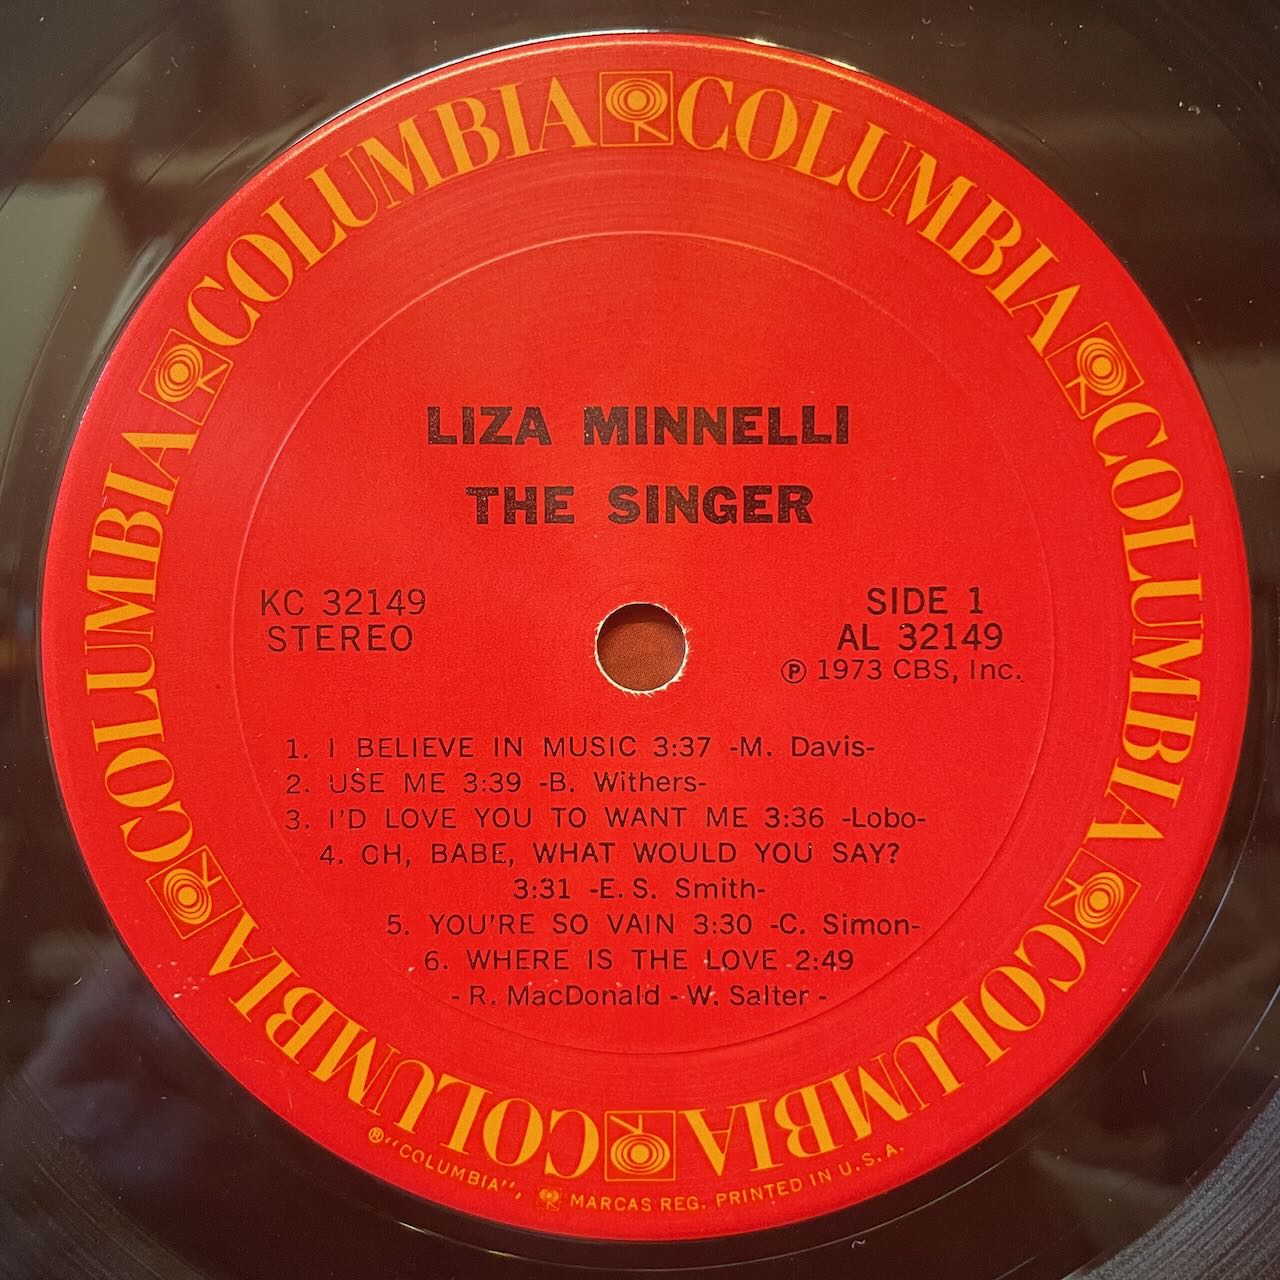 COLUMBIA COLUMBIA COLUMBIA COLUMBIA COLUMBIA COLUMBIA
LIZA MINNELLI
THE SINGER
KC 32149
STEREO
SIDE 1
AL 32149
Ⓟ 1973 CBS, Inc.
1. I BELIEVE IN MUSIC 3:37 -M. Davis-
2. USE ME 3:39 -B. Withers-
3. I'D LOVE YOU TO WANT ME 3:36 -Lobo-
4. OH, BABE, WHAT WOULD YOU SAY?
3:31 -E. S. Smith-
5. YOU'RE SO VAIN 3:30 -C. Simon-
6. WHERE IS THE LOVE 2:49
- R. MacDonald - W. Salter -
® "COLUMBIA", MARCAS REG. PRINTED IN U.S.A.